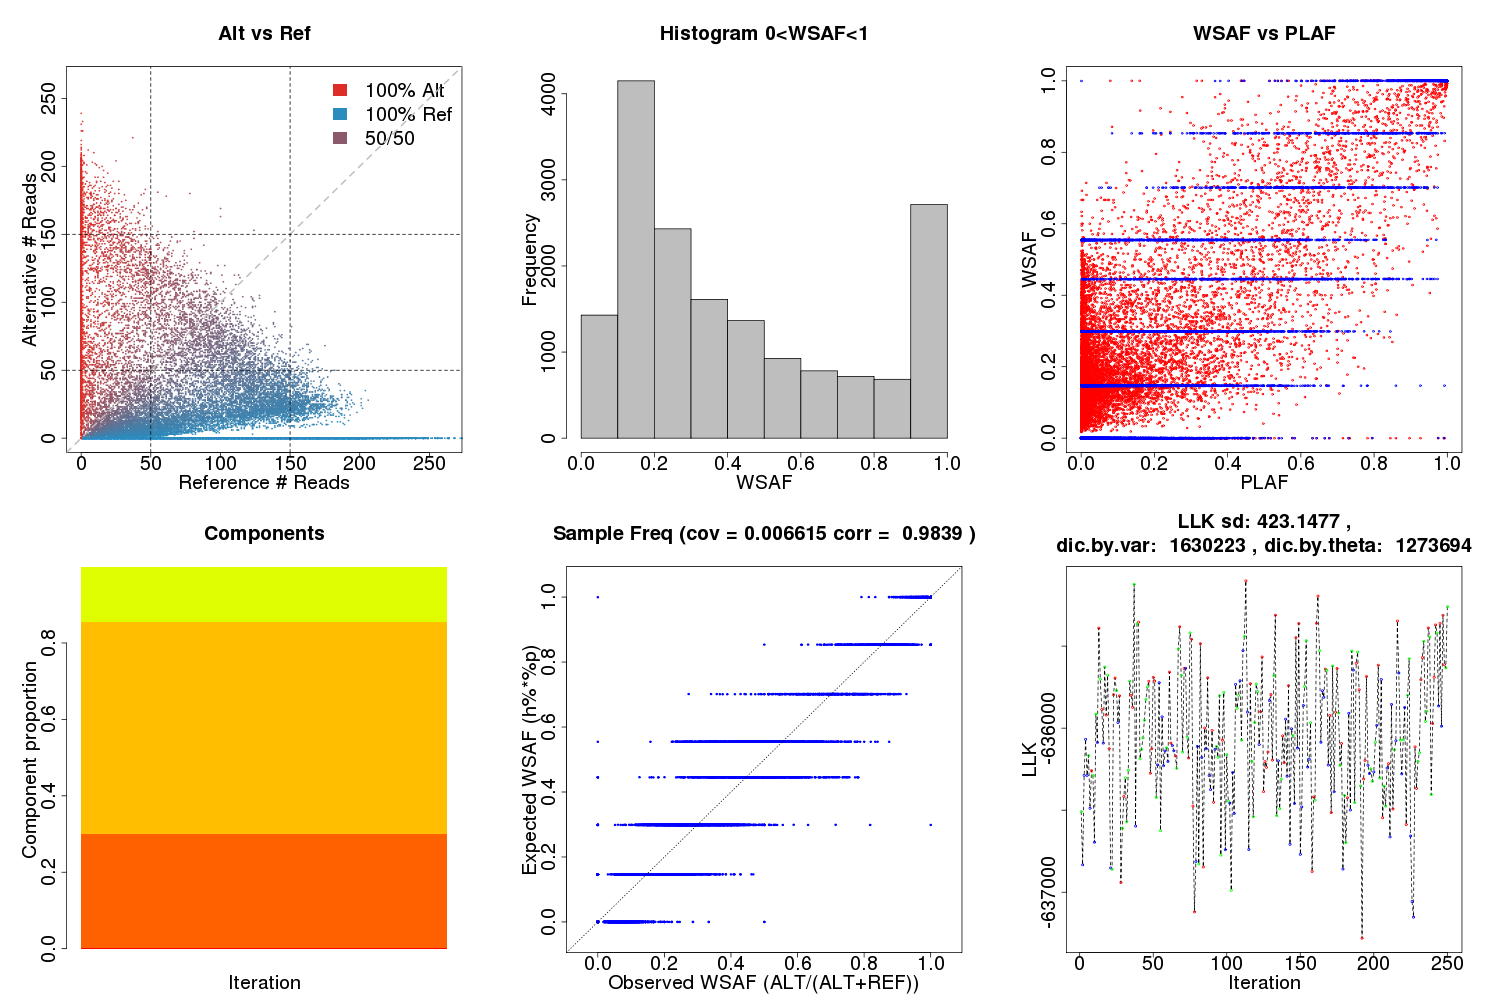 Alt vs Ref
250
200
150
100
50
0
Alternative # Reads
100% Alt
100% Ref
50/50
0 50 100 150 200 250
Reference # Reads
Histogram 0<WSAF<1
4000
3000
2000
1000
0
Frequency
0.0 0.2 0.4 0.6 0.8 1.0
WSAF
WSAF vs PLAF
1.0
0.8
0.6
0.4
0.2
0.0
WSAF
0.0 0.2 0.4 0.6 0.8 1.0
PLAF
Components
0.8
0.6
0.4
0.2
0.0
Component proportion
Iteration
Sample Freq (cov = 0.006615 corr = 0.9839 )
1.0
0.8
0.6
0.4
0.2
0.0
Expected WSAF (h%*%p)
0.0 0.2 0.4 0.6 0.8 1.0
Observed WSAF (ALT/(ALT+REF))
LLK sd: 423.1477 ,
dic.by.var: 1630223 , dic.by.theta: 1273694
-636000
-637000
LLK
0 50 100 150 200 250
Iteration